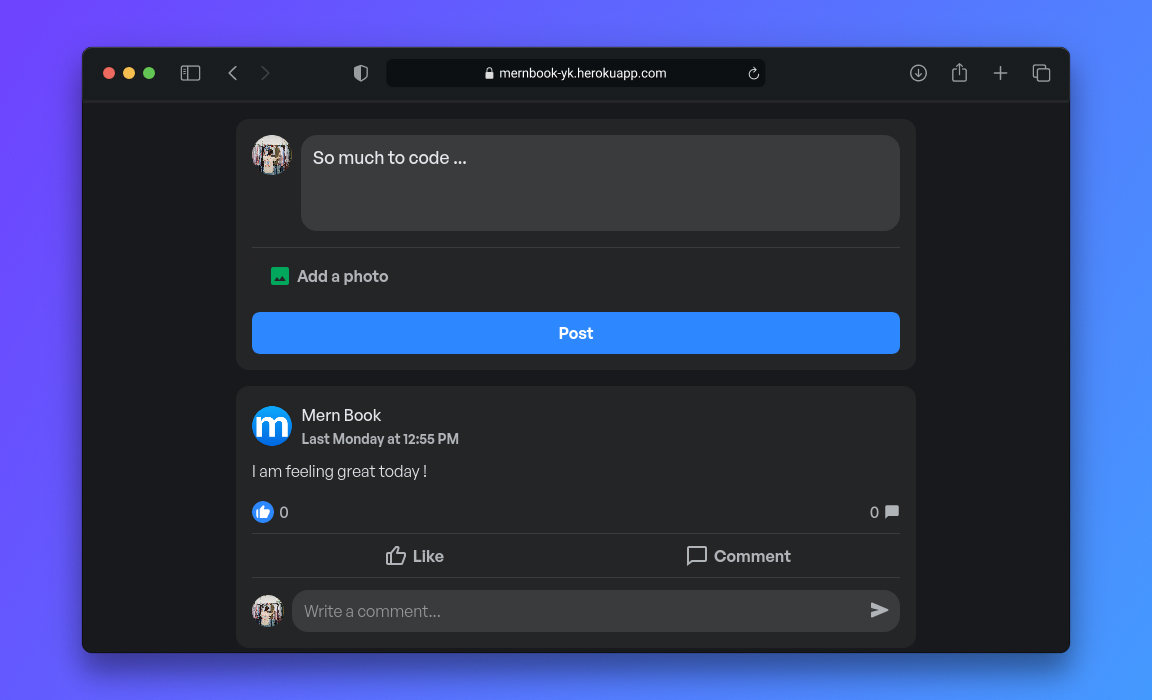 mernbook-yk.herokuapp.com
So much to code ...
Add a photo
Post
m
Mern Book
Last Monday at 12:55 PM
I am feeling great today !
0
0
Like
Comment
Write a comment...